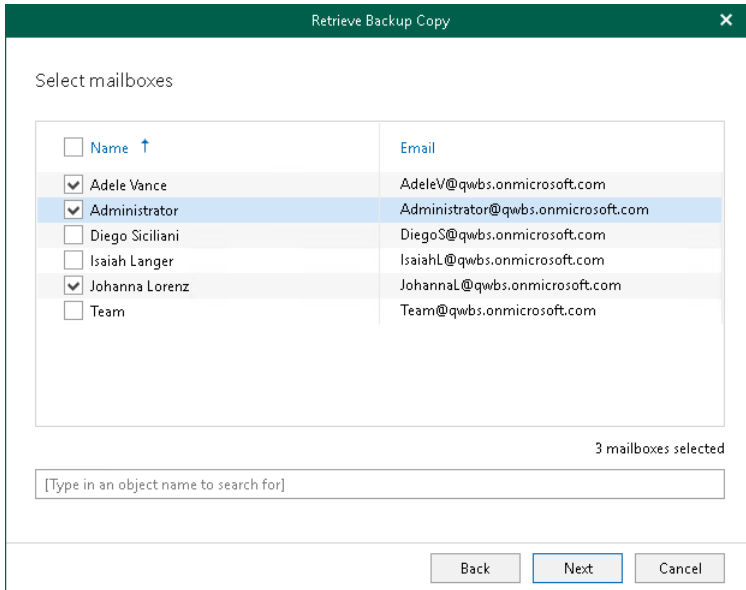 Retrieve Backup Copy
Select mailboxes
Name Email
Adele Vance AdeleV@qwbs.onmicrosoft.com
Administrator Administrator@qwbs.onmicrosoft.com
Diego Siciliani DiegoS@qwbs.onmicrosoft.com
Isaiah Langer IsaiahL@qwbs.onmicrosoft.com
Johanna Lorenz JohannaL@qwbs.onmicrosoft.com
Team Team@qwbs.onmicrosoft.com
3 mailboxes selected
[Type in an object name to search for]
Back Next Cancel